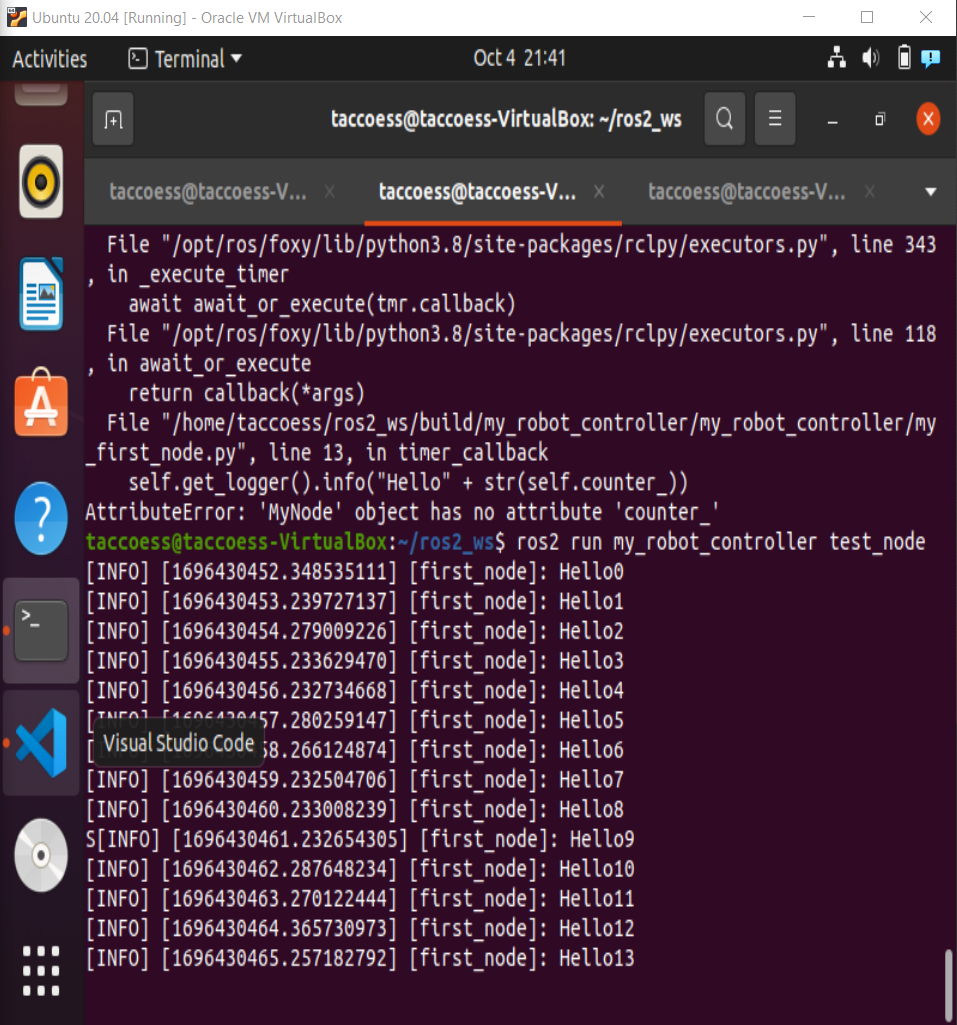 Ubuntu 20.04 [Running] - Oracle VM VirtualBox
Activities
Terminal
Oct 4 21:41
taccoess@taccoess-VirtualBox: ~/ros2_ws
taccoess@taccoess-V...
taccoess@taccoess-V...
taccoess@taccoess-V...
  File "/opt/ros/foxy/lib/python3.8/site-packages/rclpy/executors.py", line 343
, in _execute_timer
    await await_or_execute(tmr.callback)
  File "/opt/ros/foxy/lib/python3.8/site-packages/rclpy/executors.py", line 118
, in await_or_execute
    return callback(*args)
  File "/home/taccoess/ros2_ws/build/my_robot_controller/my_robot_controller/my
_first_node.py", line 13, in timer_callback
    self.get_logger().info("Hello" + str(self.counter_))
AttributeError: 'MyNode' object has no attribute 'counter_'
taccoess@taccoess-VirtualBox:~/ros2_ws$ ros2 run my_robot_controller test_node
[INFO] [1696430452.348535111] [first_node]: Hello0
[INFO] [1696430453.239727137] [first_node]: Hello1
[INFO] [1696430454.279009226] [first_node]: Hello2
[INFO] [1696430455.233629470] [first_node]: Hello3
[INFO] [1696430456.232734668] [first_node]: Hello4
[INFO] [1696430457.280259147] [first_node]: Hello5
Visual Studio Code
58.266124874] [first_node]: Hello6
[INFO] [1696430459.232504706] [first_node]: Hello7
[INFO] [1696430460.233008239] [first_node]: Hello8
S[INFO] [1696430461.232654305] [first_node]: Hello9
[INFO] [1696430462.287648234] [first_node]: Hello10
[INFO] [1696430463.270122444] [first_node]: Hello11
[INFO] [1696430464.365730973] [first_node]: Hello12
[INFO] [1696430465.257182792] [first_node]: Hello13